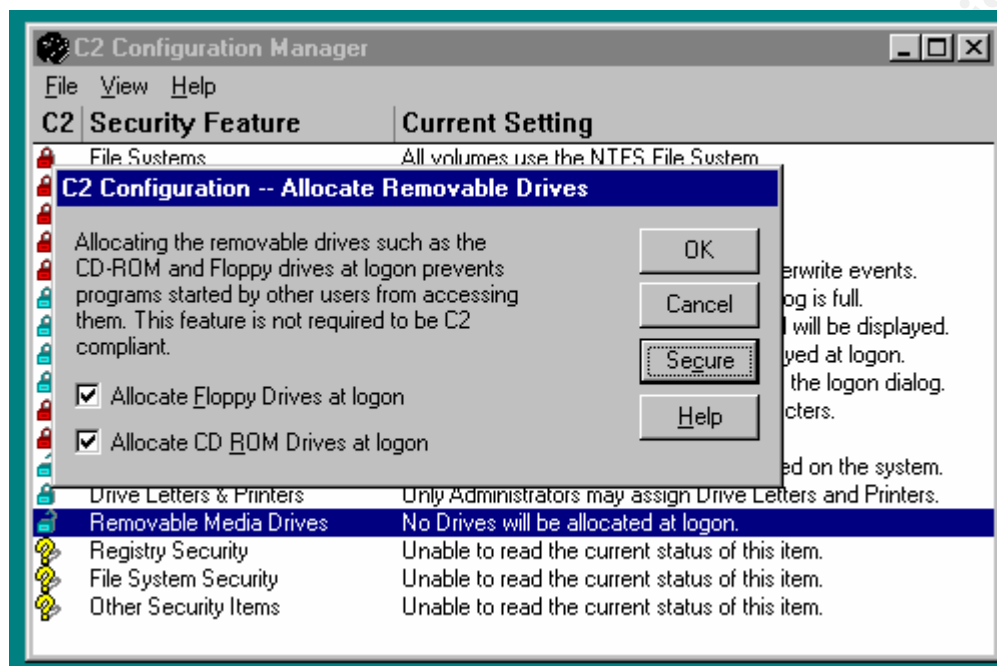 C2 Configuration Manager
File View Help
C2 Security Feature Current Setting
File Systems All volumes use the NTFS File System
C2 Configuration -- Allocate Removable Drives
Allocating the removable drives such as the
CD-ROM and Floppy drives at logon prevents
programs started by other users from accessing
them. This feature is not required to be C2
compliant.
Allocate Floppy Drives at logon
Allocate CD ROM Drives at logon
OK
Cancel
Secure
Help
erwrite events.
og is full.
will be displayed.
yed at logon.
the logon dialog.
cters.
ed on the system.
Drive Letters & Printers Only Administrators may assign Drive Letters and Printers.
Removable Media Drives No Drives will be allocated at logon.
Registry Security Unable to read the current status of this item.
File System Security Unable to read the current status of this item.
Other Security Items Unable to read the current status of this item.